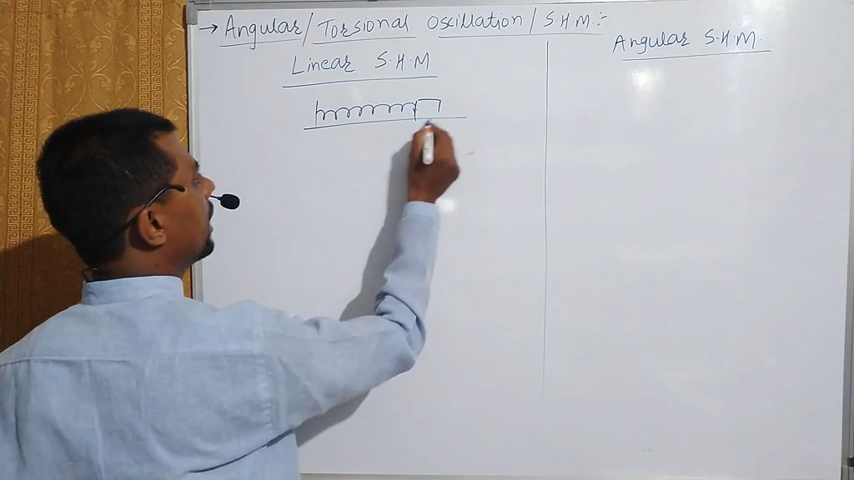 → Angular / Torsional Oscillation / S.H.M. :-
Linear S.H.M
Angular S.H.M.